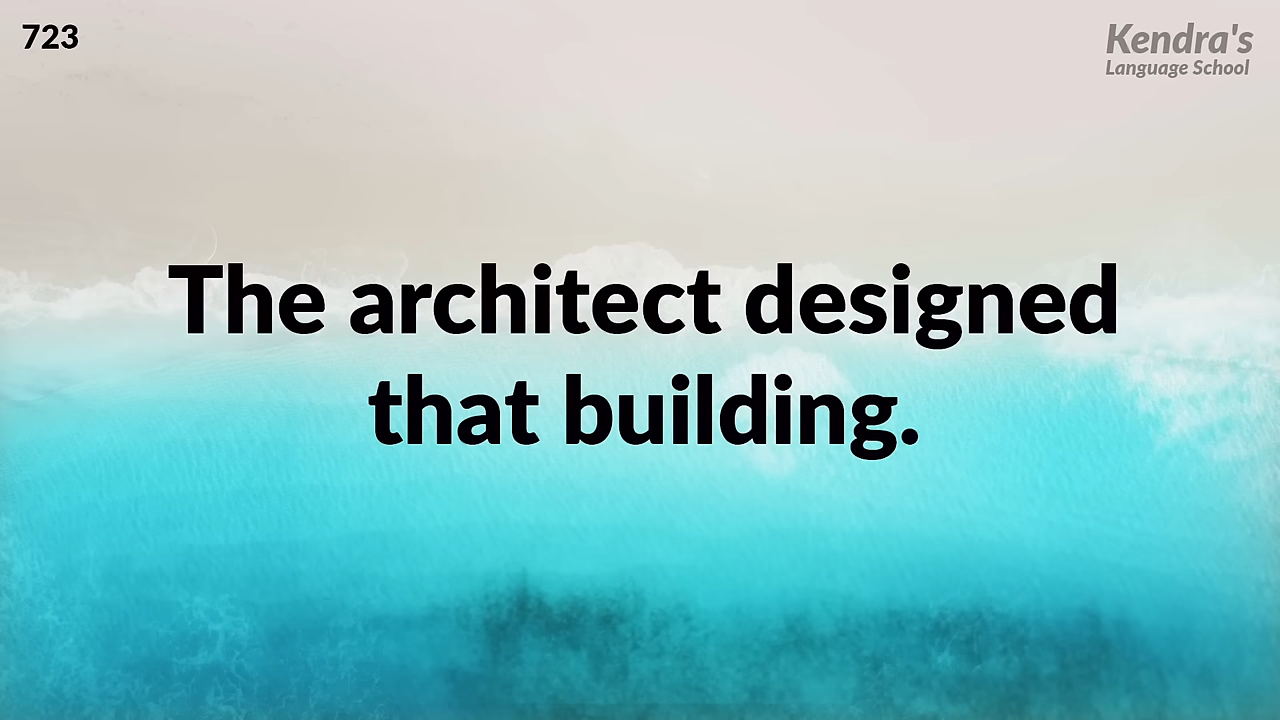 723
Kendra's
Language School
The architect designed
that building.